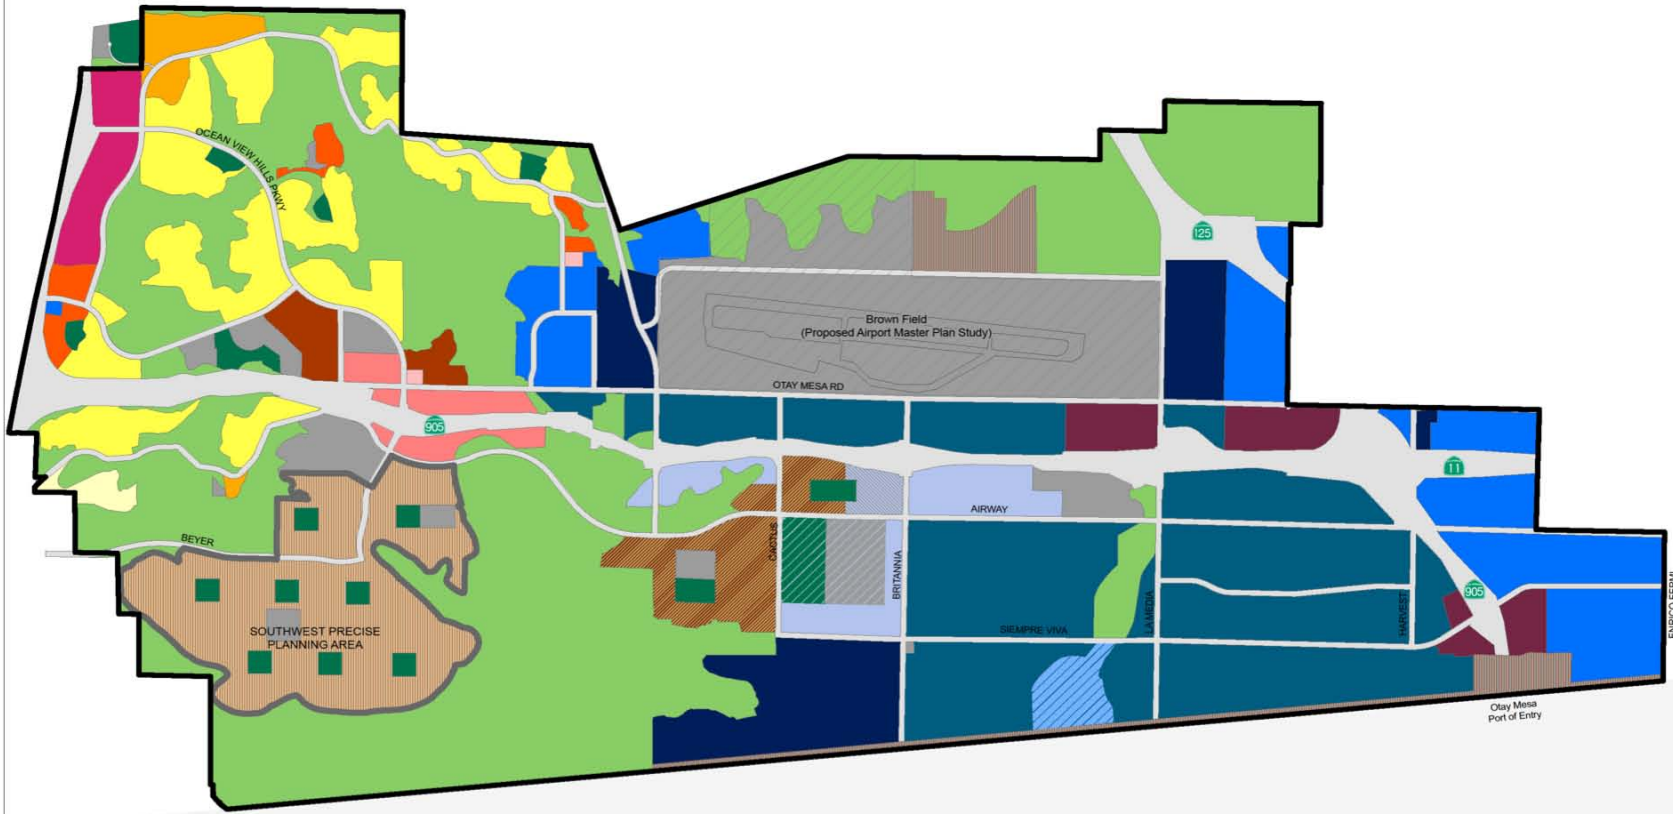 OCEAN VIEW HILLS PKWY
125
Brown Field
(Proposed Airport Master Plan Study)
OTAY MESA RD
905
11
AIRWAY
CACTUS
BEYER
BRITANNIA
LA MEDIA
HARVEST
905
ENRICO FERMI
SIEMPRE VIVA
SOUTHWEST PRECISE
PLANNING AREA
Otay Mesa
Port of Entry